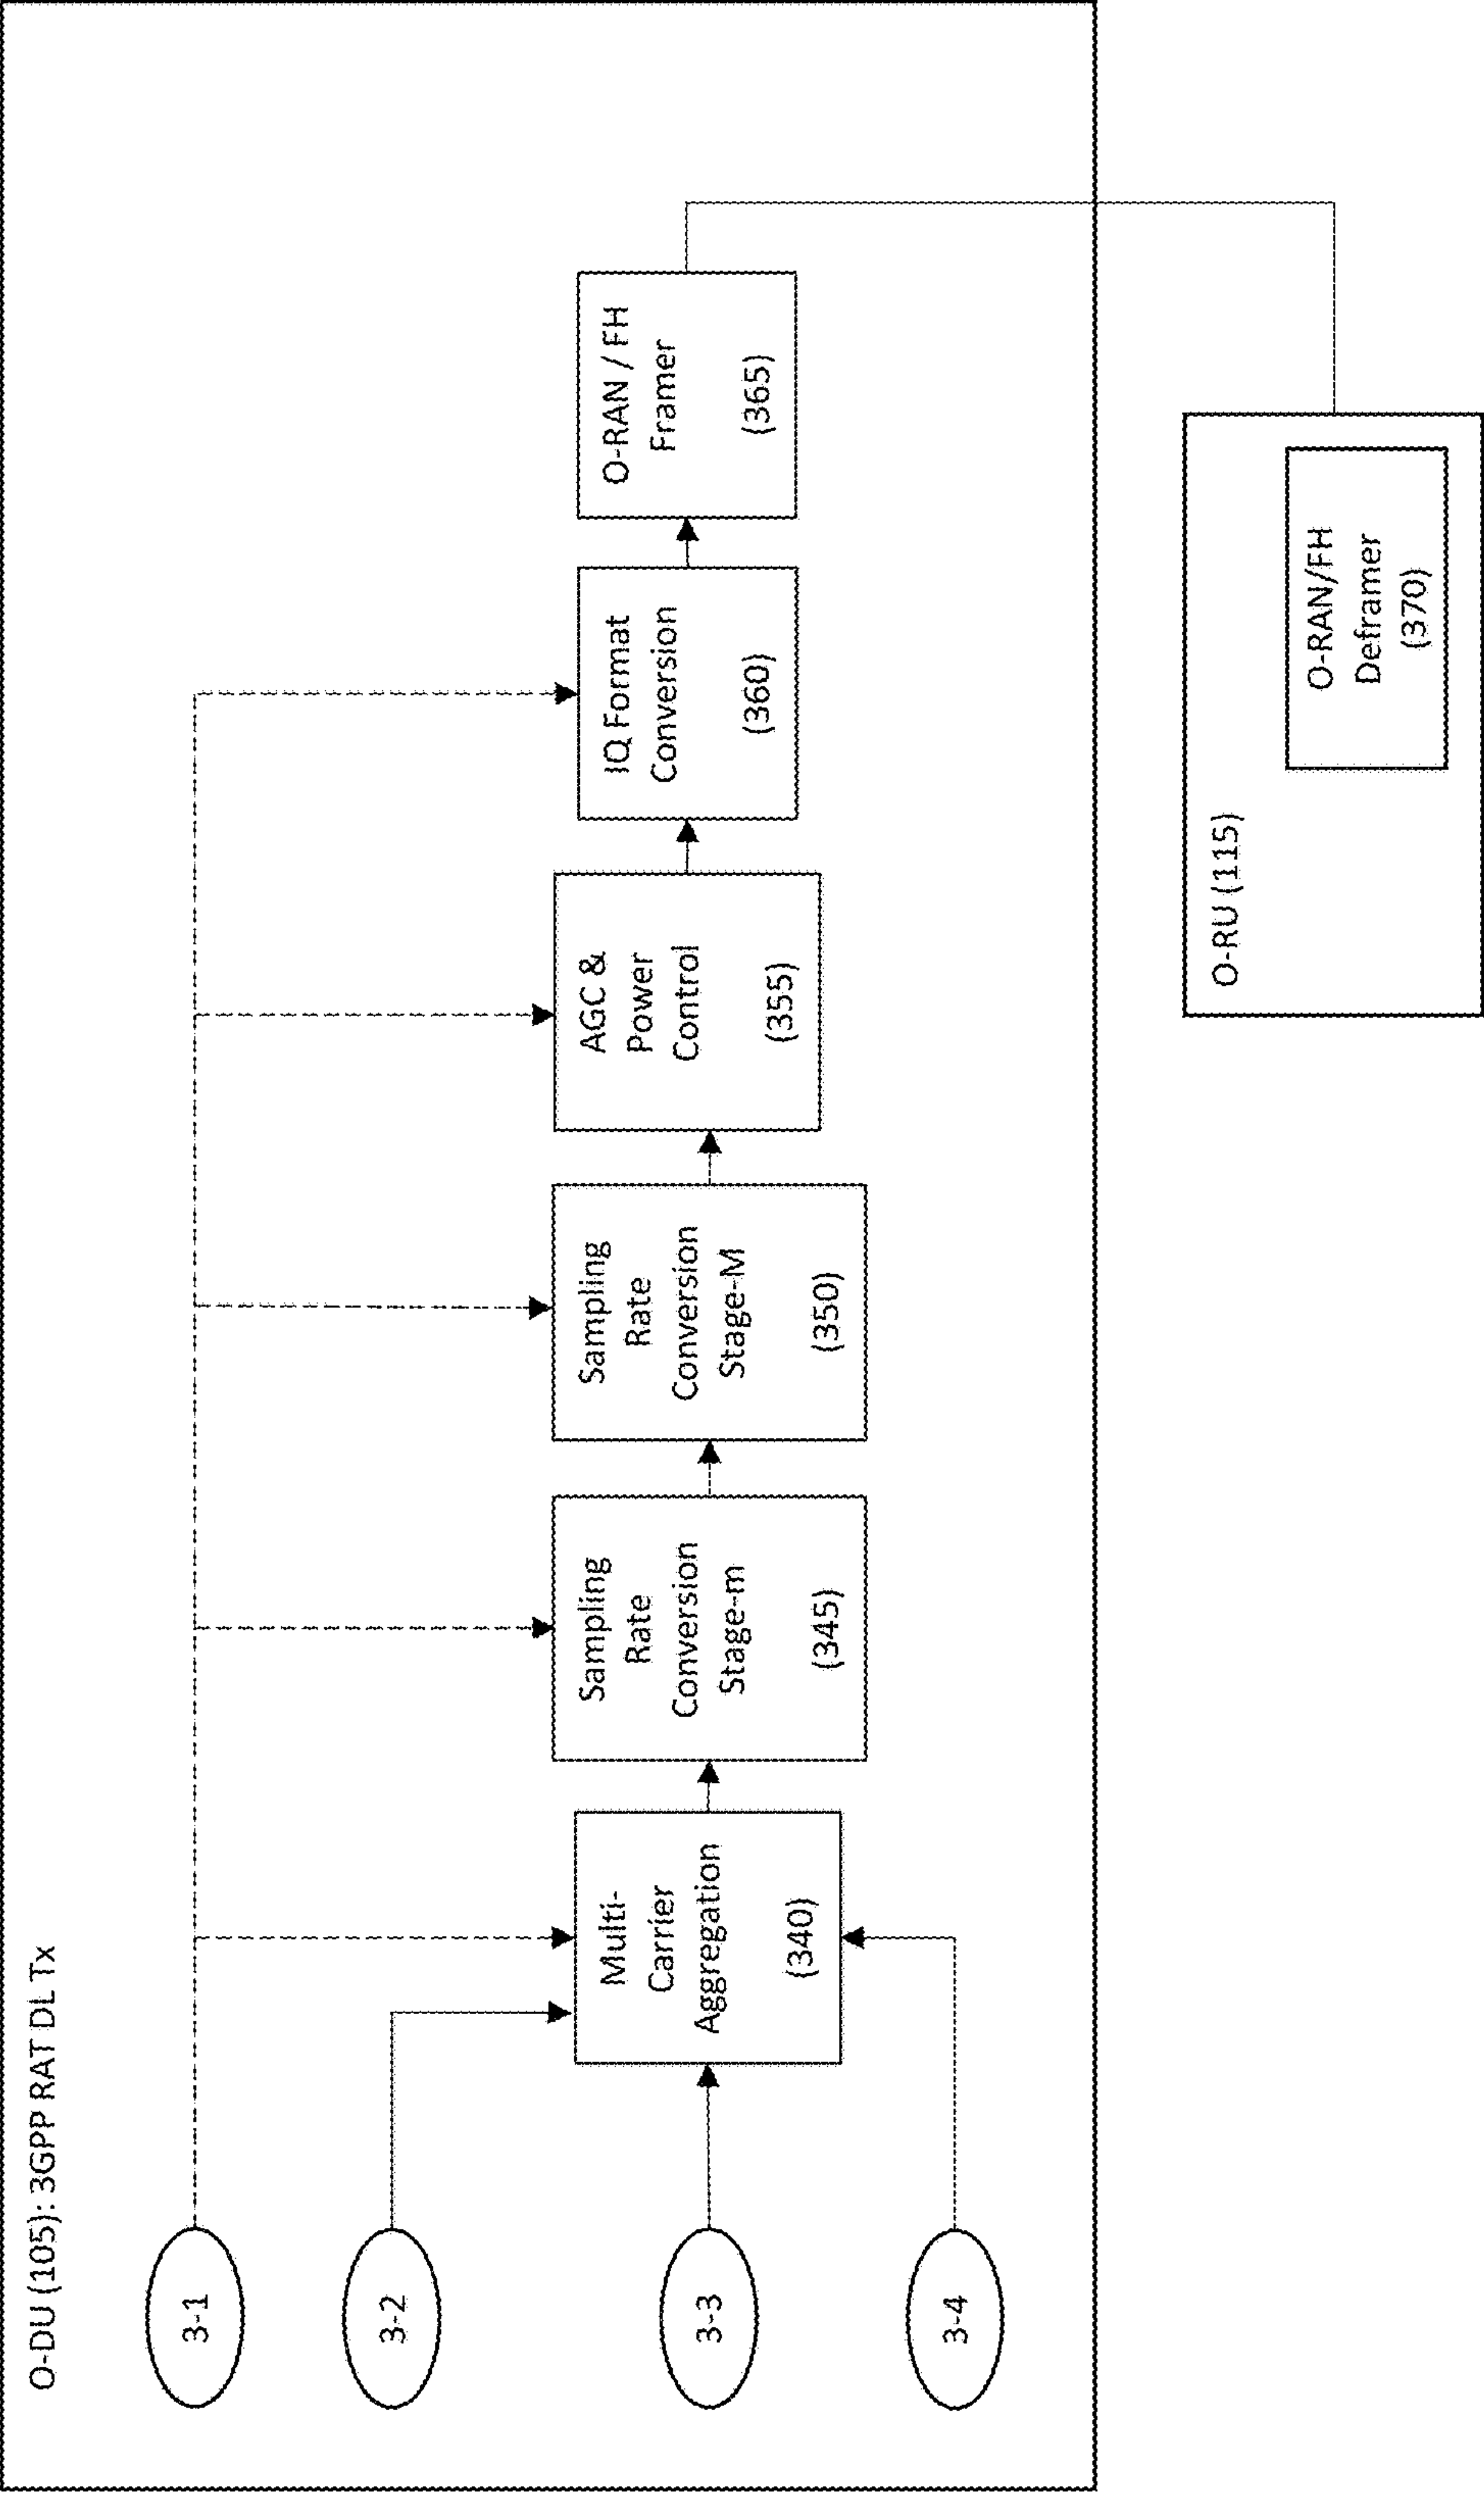 O-DU (105): 3GPP RAT DL Tx
3-1
3-2
3-3
3-4
Multi-
Carrier
Aggregation
(340)
Sampling
Rate
Conversion
Stage-m
(345)
Sampling
Rate
Conversion
Stage-M
(350)
AGC &
Power
Control
(355)
IQ Format
Conversion
(360)
O-RAN / FH
Framer
(365)
O-RU (115)
O-RAN/FH
Deframer
(370)